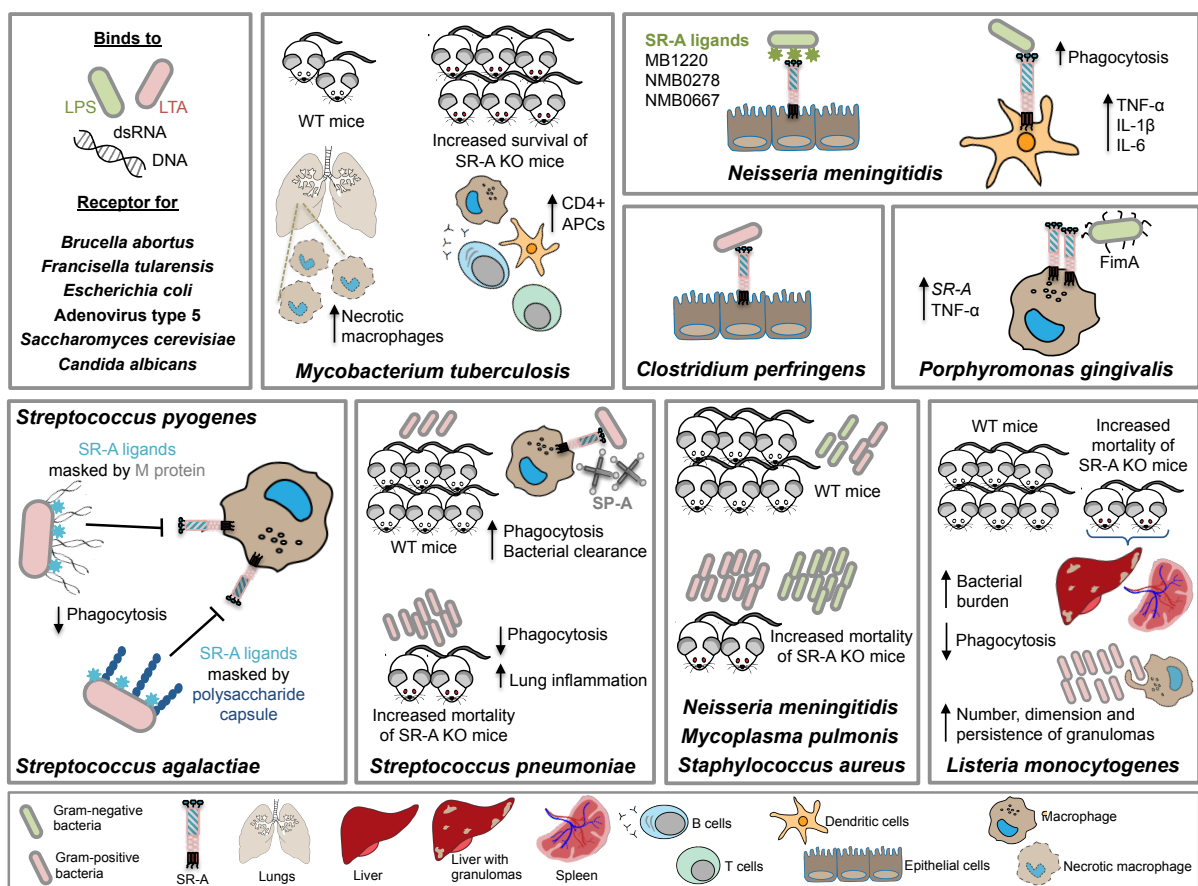 Binds to
LPS
LTA
dsRNA
DNA
Receptor for
Brucella abortus
Francisella tularensis
Escherichia coli
Adenovirus type 5
Saccharomyces cerevisiae
Candida albicans
WT mice
Increased survival of
SR-A KO mice
CD4+
APCs
Necrotic
macrophages
Mycobacterium tuberculosis
SR-A ligands
MB1220
NMB0278
NMB0667
Phagocytosis
TNF-α
IL-1β
IL-6
Neisseria meningitidis
Clostridium perfringens
FimA
SR-A
TNF-α
Porphyromonas gingivalis
Streptococcus pyogenes
SR-A ligands
masked by M protein
Phagocytosis
SR-A ligands
masked by
polysaccharide
capsule
Streptococcus agalactiae
SP-A
WT mice
Phagocytosis
Bacterial clearance
Phagocytosis
Lung inflammation
Increased mortality
of SR-A KO mice
Streptococcus pneumoniae
WT mice
Increased mortality
of SR-A KO mice
Neisseria meningitidis
Mycoplasma pulmonis
Staphylococcus aureus
WT mice
Increased
mortality of
SR-A KO mice
Bacterial
burden
Phagocytosis
Number, dimension and
persistence of granulomas
Listeria monocytogenes
Gram-negative
bacteria
Gram-positive
bacteria
SR-A
Lungs
Liver
Liver with
granulomas
Spleen
B cells
T cells
Dendritic cells
Epithelial cells
Macrophage
Necrotic macrophage